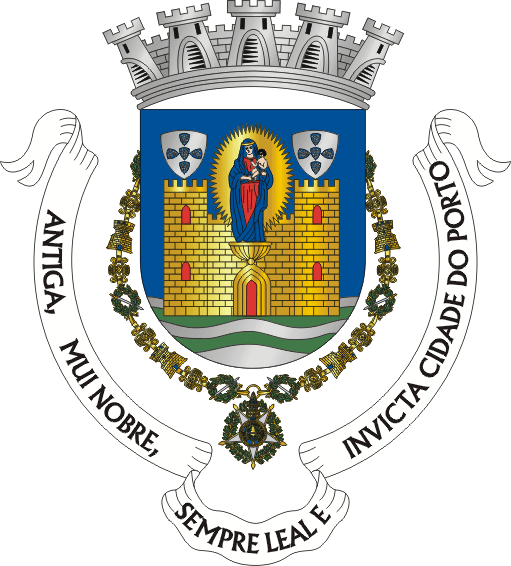 ANTIGA, MUI NOBRE,
SEMPRE LEAL E
INVICTA CIDADE DO PORTO